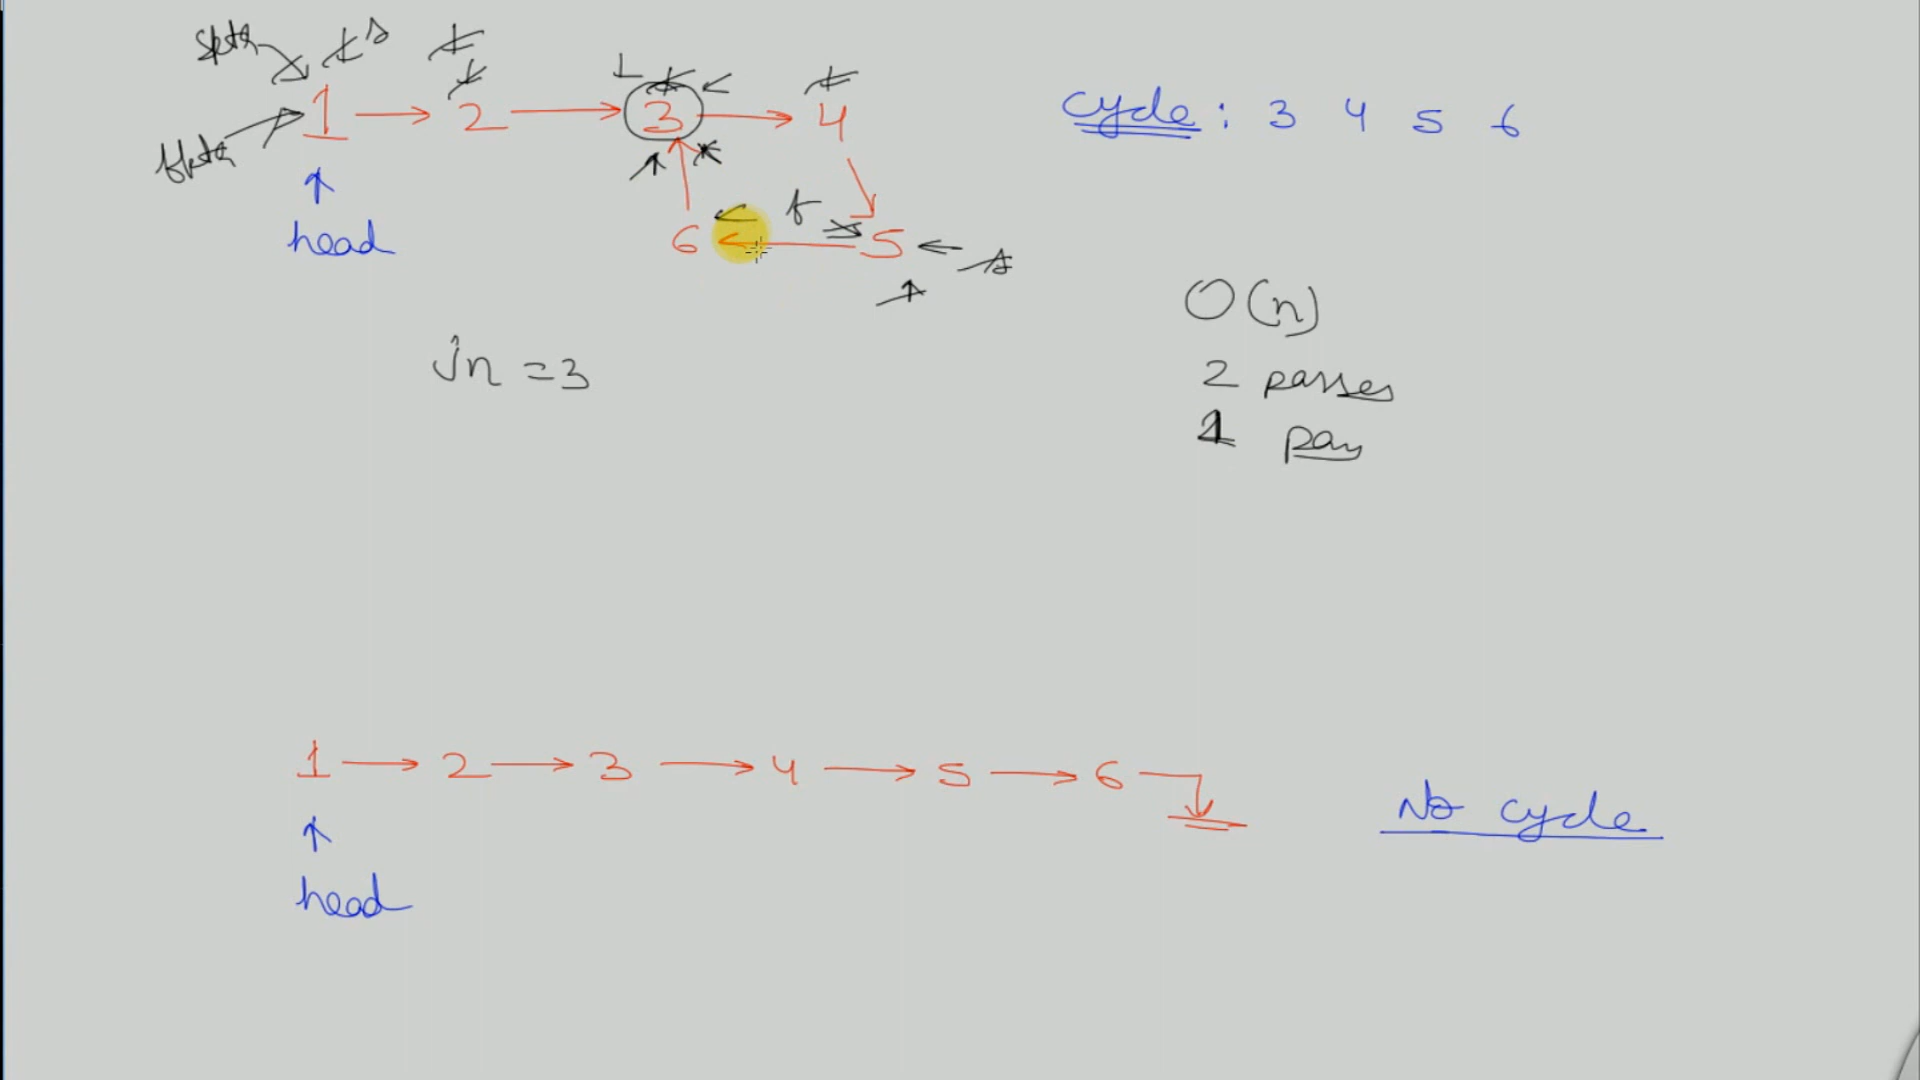 1 → 2 → 3 → 4
cycle: 3 4 5 6
head
6 ← 5
O(n)
2 passes
1 pass
= 3
1 → 2 → 3 → 4 → 5 → 6
No cycle
head